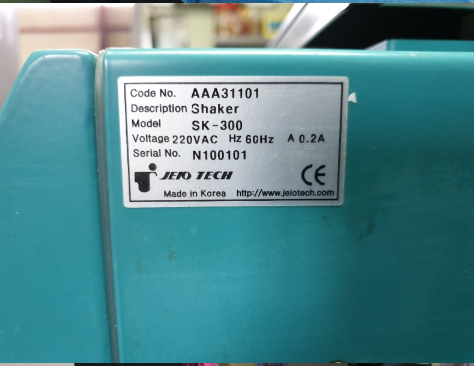 Code No. AAA31101
Description Shaker
Model SK-300
Voltage 220VAC Hz 60Hz A 0.2A
Serial No. N100101
JEIO TECH CE
Made in Korea http://www.jeiotech.com